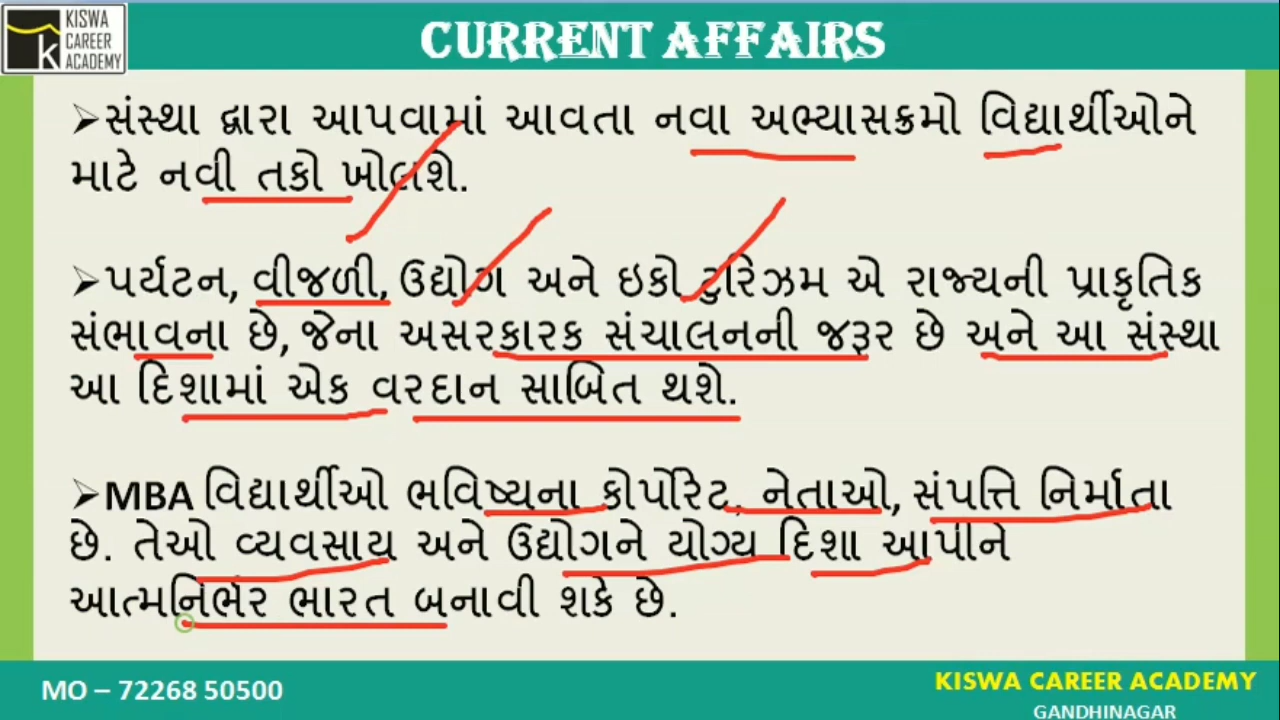 KISWA
CAREER
ACADEMY
CURRENT AFFAIRS
➢સંસ્થા દ્વારા આપવામાં આવતા નવા અભ્યાસક્રમો વિદ્યાર્થીઓને
માટે નવી તકો ખોલશે.
➢પર્યટન, વીજળી, ઉદ્યોગ અને ઇકો ટુરિઝમ એ રાજ્યની પ્રાકૃતિક
સંભાવના છે, જેના અસરકારક સંચાલનની જરૂર છે અને આ સંસ્થા
આ દિશામાં એક વરદાન સાબિત થશે.
➢MBA વિદ્યાર્થીઓ ભવિષ્યના કોર્પોરેટ, નેતાઓ, સંપત્તિ નિર્માતા
છે. તેઓ વ્યવસાય અને ઉદ્યોગને યોગ્ય દિશા આપીને
આત્મનિર્ભર ભારત બનાવી શકે છે.
MO – 72268 50500
KISWA CAREER ACADEMY
GANDHINAGAR